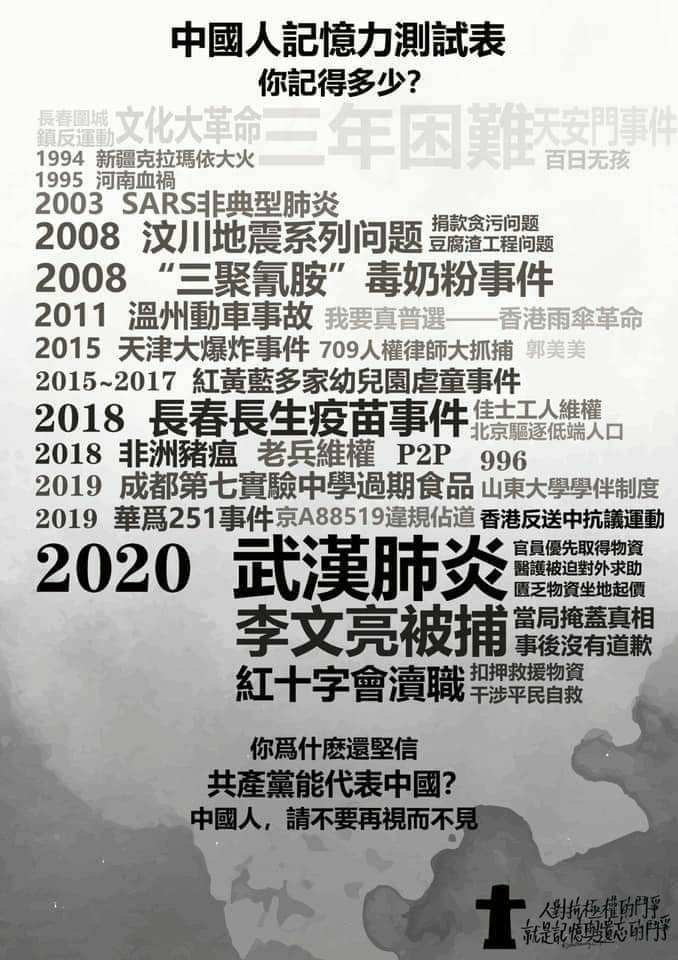 中國人記憶力測試表
你記得多少?
長春圍城
鎮反運動 文化大革命 三年困難 天安門事件
1994 新疆克拉瑪依大火 百日无孩
1995 河南血禍
2003 SARS非典型肺炎
2008 汶川地震系列问题 捐款贪污问题
豆腐渣工程问题
2008 “三聚氰胺”毒奶粉事件
2011 溫州動車事故 我要真普選——香港雨傘革命
2015 天津大爆炸事件 709人權律師大抓捕 郭美美
2015~2017 紅黃藍多家幼兒園虐童事件
2018 長春長生疫苗事件 佳士工人維權
北京驅逐低端人口
2018 非洲豬瘟 老兵維權 P2P 996
2019 成都第七實驗中學過期食品 山東大學學伴制度
2019 華爲251事件 京A88519違規佔道 香港反送中抗議運動
2020 武漢肺炎 官員優先取得物資
醫護被迫對外求助
匱乏物資坐地起價
李文亮被捕 當局掩蓋真相
事後沒有道歉
紅十字會瀆職 扣押救援物資
干涉平民自救
你爲什麽還堅信
共產黨能代表中國?
中國人，請不要再視而不見
人對抗極權的鬥爭
就是記憶與遺忘的鬥爭